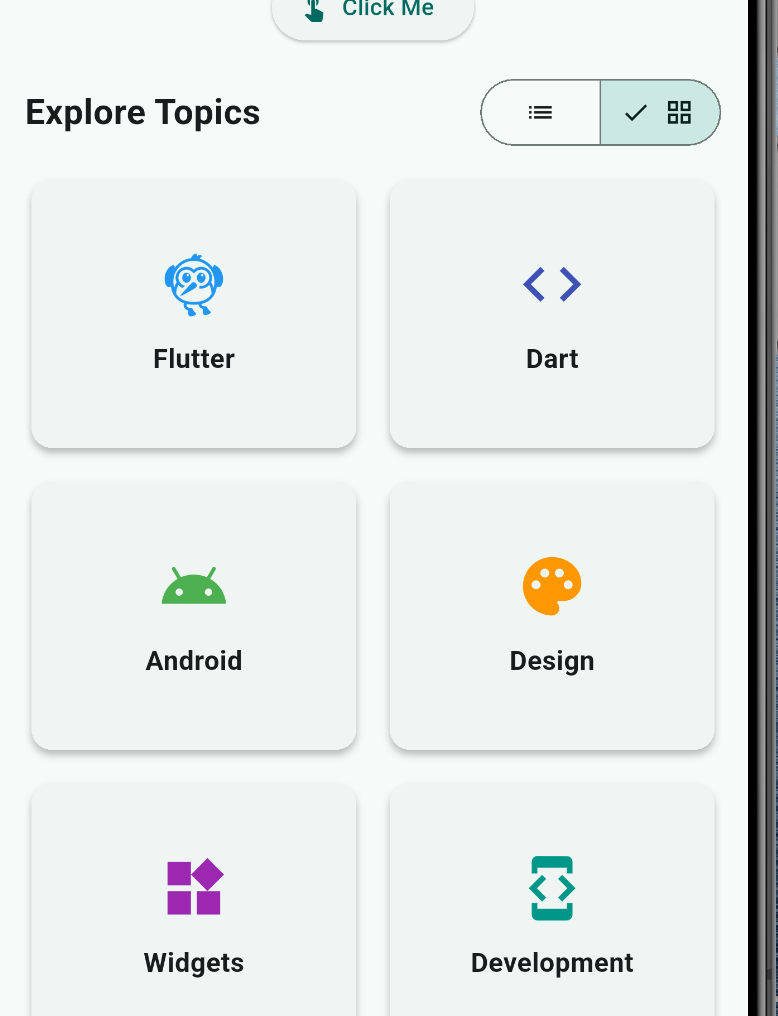 Click Me
Explore Topics
Flutter
Dart
Android
Design
Widgets
Development